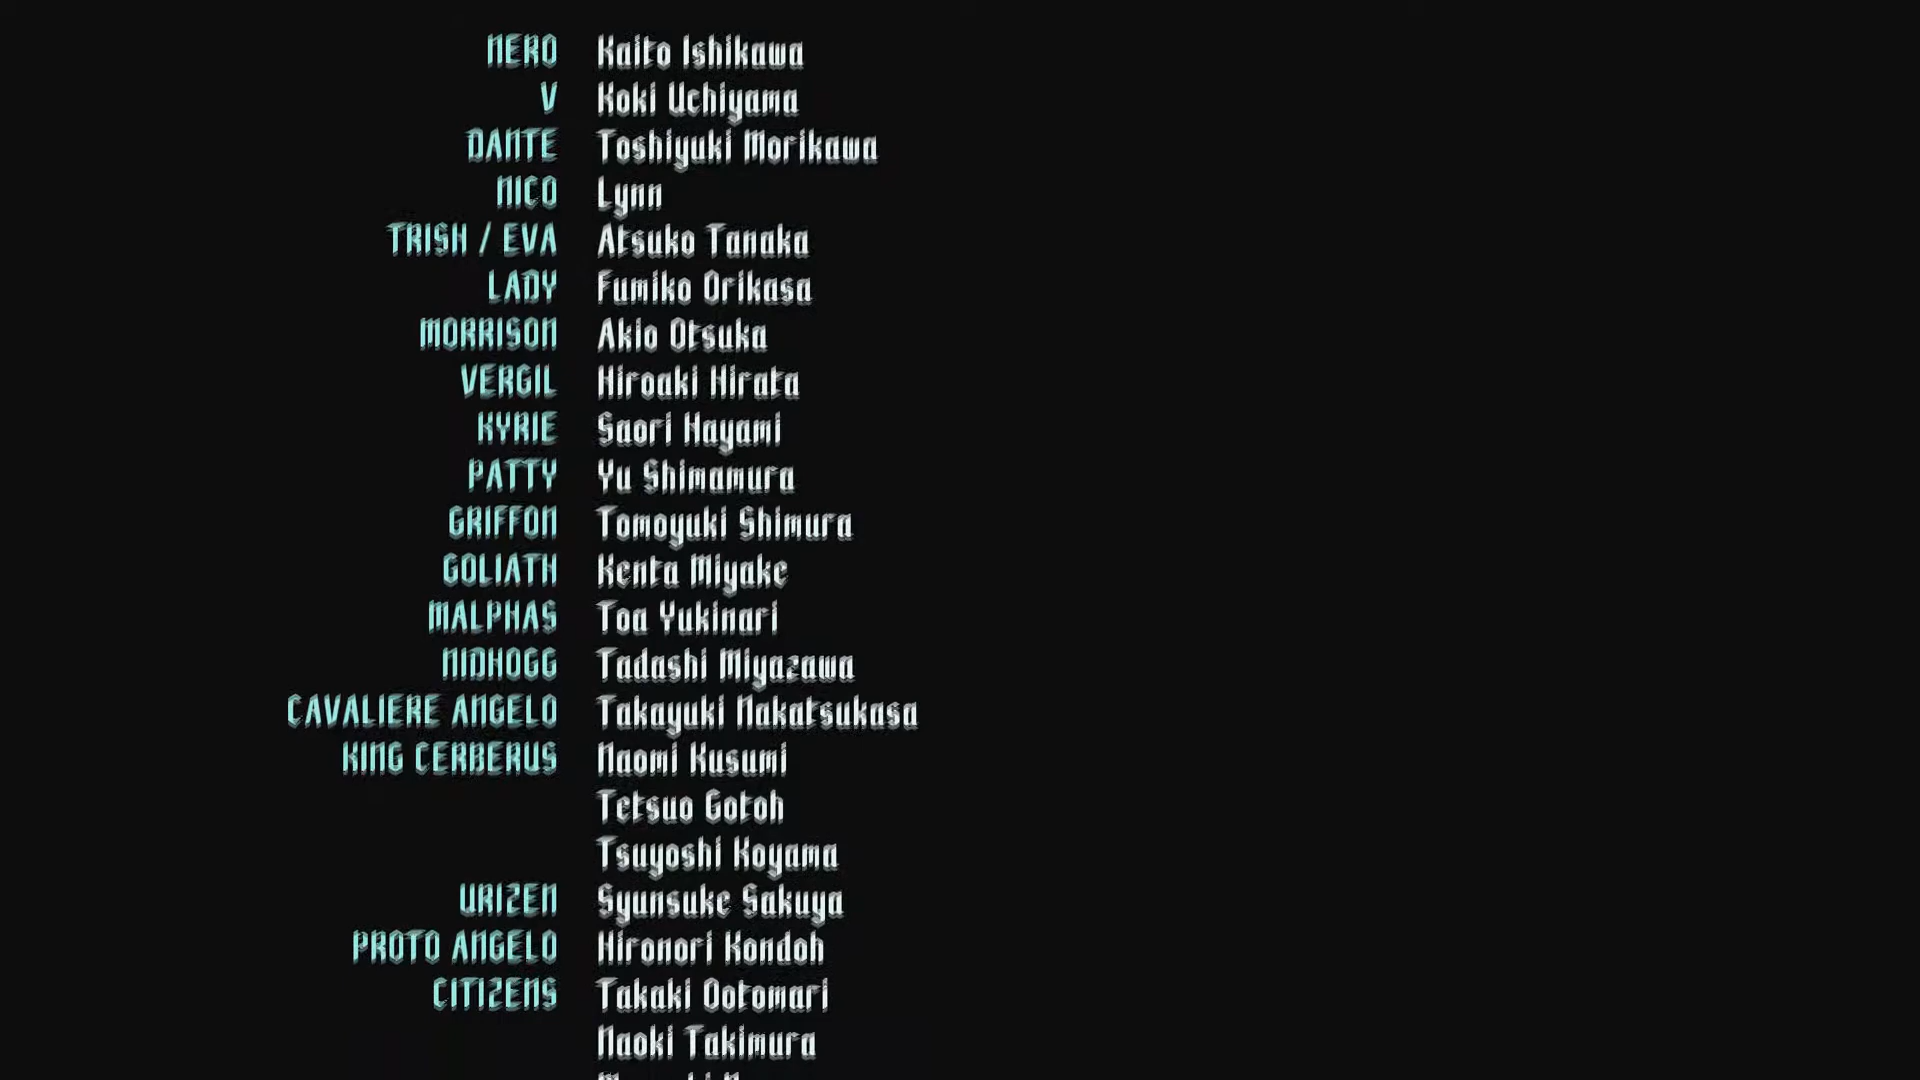 NERO Kaito Ishikawa
V Koki Uchiyama
DANTE Toshiyuki Morikawa
NICO Lynn
TRISH / EVA Atsuko Tanaka
LADY Fumiko Orikasa
MORRISON Akio Otsuka
VERGIL Hiroaki Hirata
KYRIE Saori Hayami
PATTY Yu Shimamura
GRIFFON Tomoyuki Shimura
GOLIATH Kenta Miyake
MALPHAS Toa Yukinari
NIDHOGG Tadashi Miyazawa
CAVALIERE ANGELO Takayuki Nakatsukasa
KING CERBERUS Naomi Kusumi
Tetsuo Gotoh
Tsuyoshi Koyama
URIZEN Syunsuke Sakuya
PROTO ANGELO Hironori Kondoh
CITIZENS Takaki Ootomari
Naoki Takimura